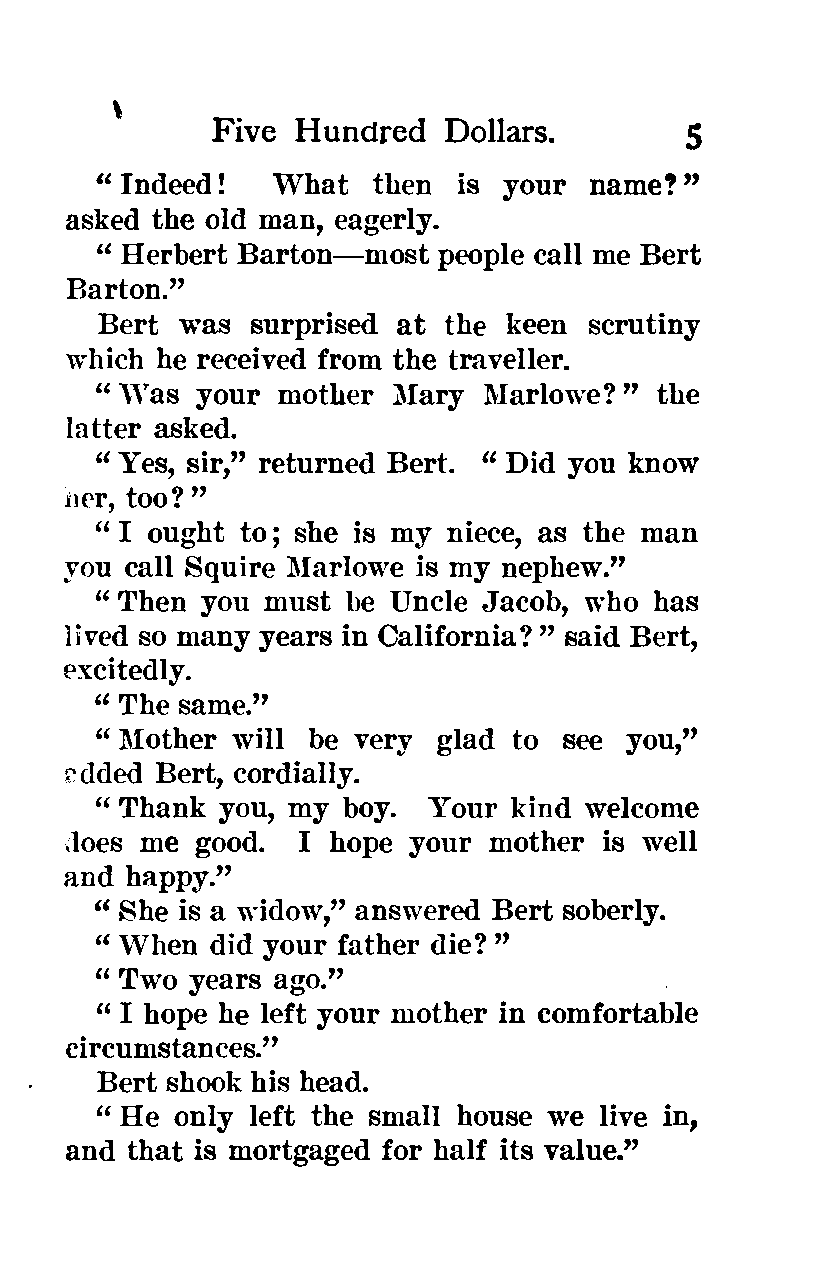 Five Hundred Dollars. 5
“ Indeed! What then is your name? ”
asked the old man, eagerly.
“ Herbert Barton—most people call me Bert
Barton.”
Bert was surprised at the keen scrutiny
which he received from the traveller.
“ Was your mother Mary Marlowe? ” the
latter asked.
“ Yes, sir,” returned Bert. “ Did you know
her, too? ”
“ I ought to; she is my niece, as the man
you call Squire Marlowe is my nephew.”
“ Then you must be Uncle Jacob, who has
lived so many years in California? ” said Bert,
excitedly.
“ The same.”
“ Mother will be very glad to see you,”
added Bert, cordially.
“ Thank you, my boy. Your kind welcome
does me good. I hope your mother is well
and happy.”
“ She is a widow,” answered Bert soberly.
“ When did your father die? ”
“ Two years ago.”
“ I hope he left your mother in comfortable
circumstances.”
Bert shook his head.
“ He only left the small house we live in,
and that is mortgaged for half its value.”